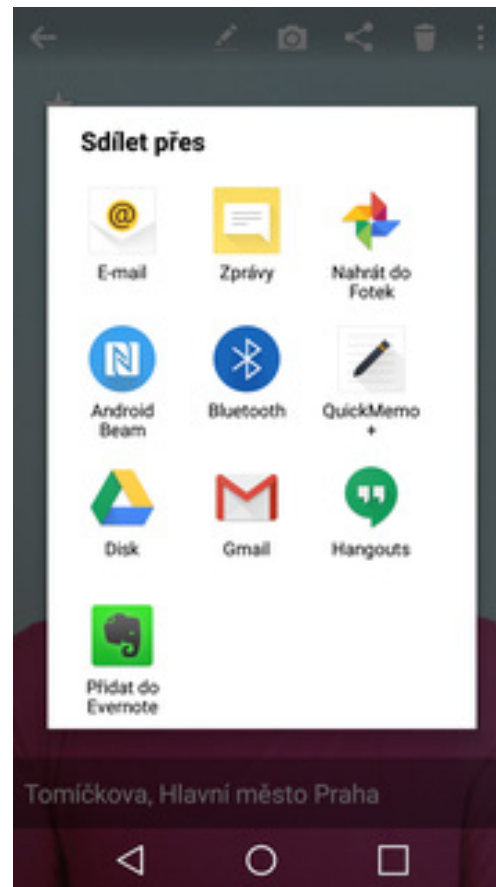 Sdílet přes
E-mail
Zprávy
Nahrát do
Fotek
Android
Beam
Bluetooth
QuickMemo
+
Disk
Gmail
Hangouts
Přidat do
Evernote
Tomíčkova, Hlavní město Praha